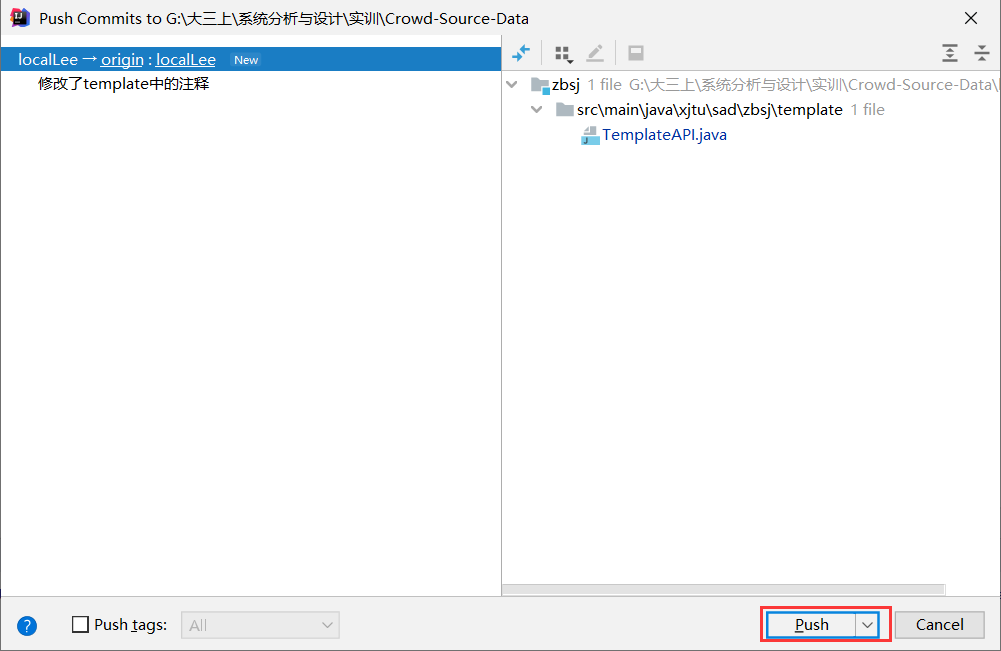 Push Commits to G:\大三上\系统分析与设计\实训\Crowd-Source-Data
localLee → origin : localLee New
修改了template中的注释
zbsj 1 file G:\大三上\系统分析与设计\实训\Crowd-Source-Data\
src\main\java\xjtu\sad\zbsj\template 1 file
TemplateAPI.java
? Push tags: All Push Cancel